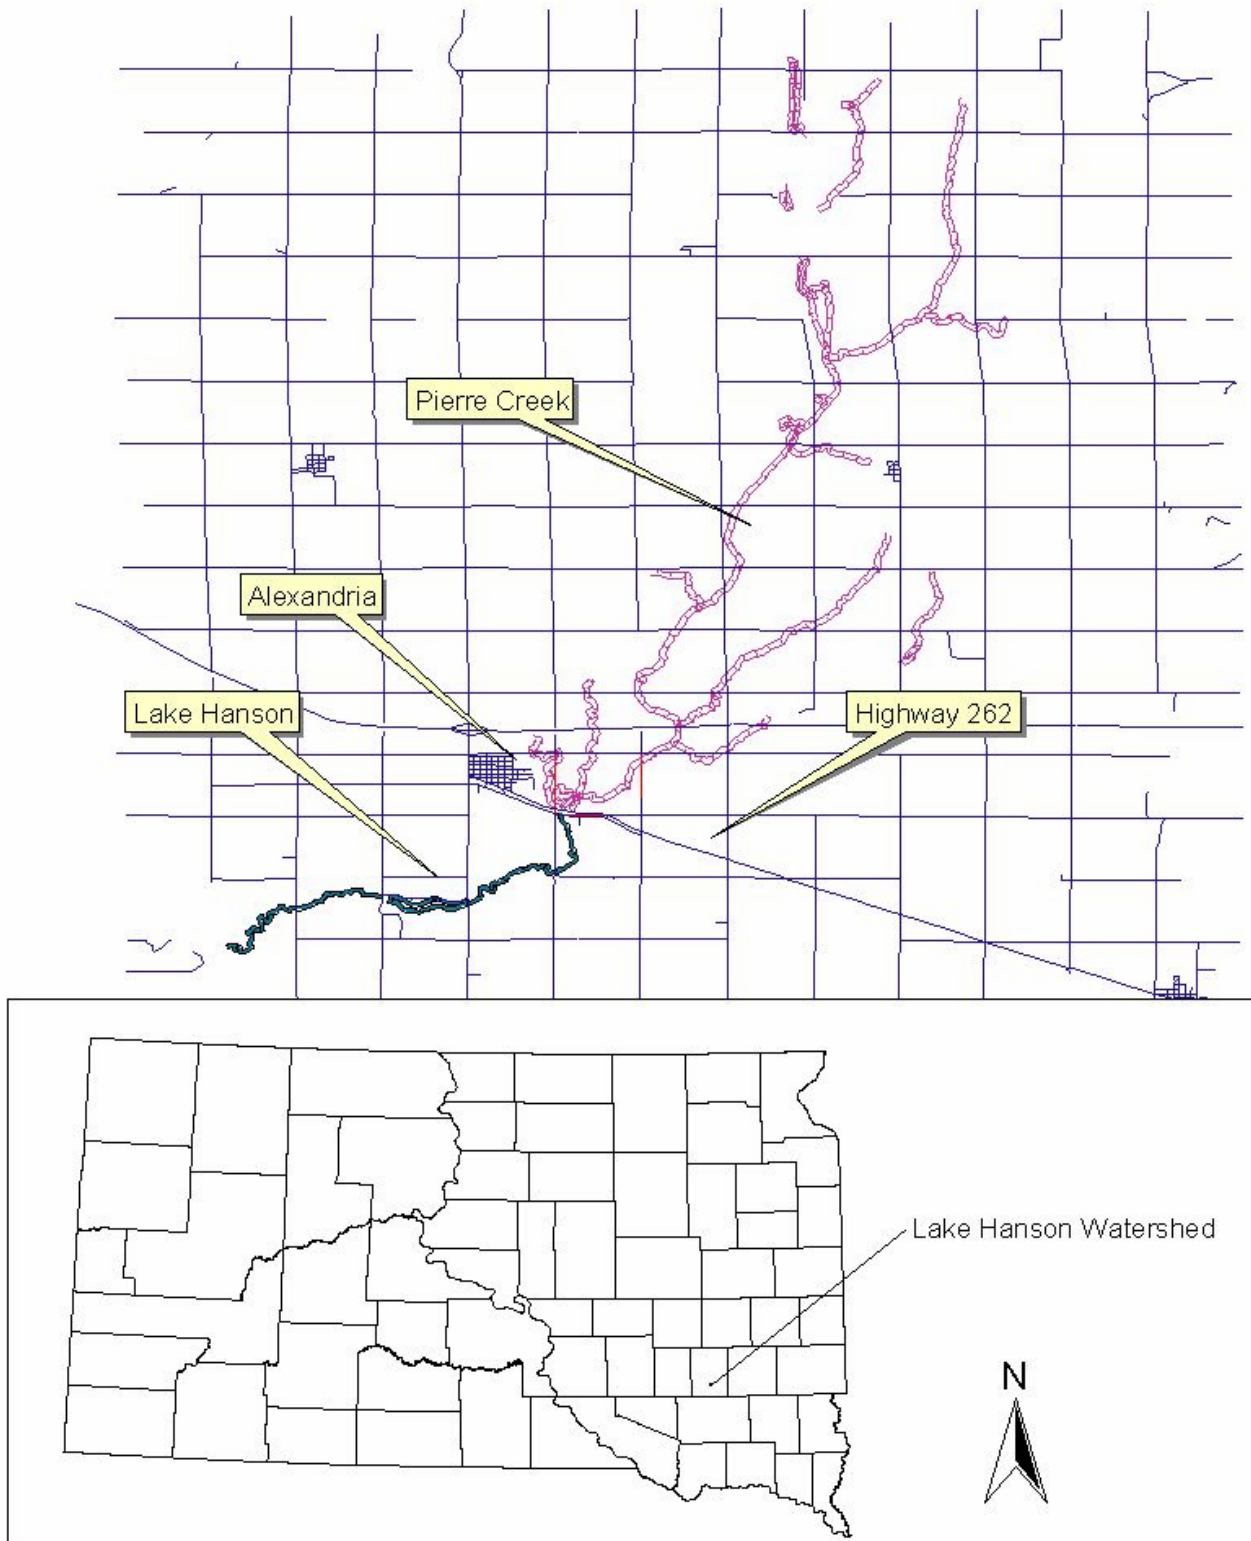 Pierre Creek
Alexandria
Lake Hanson
Highway 262
Lake Hanson Watershed
N